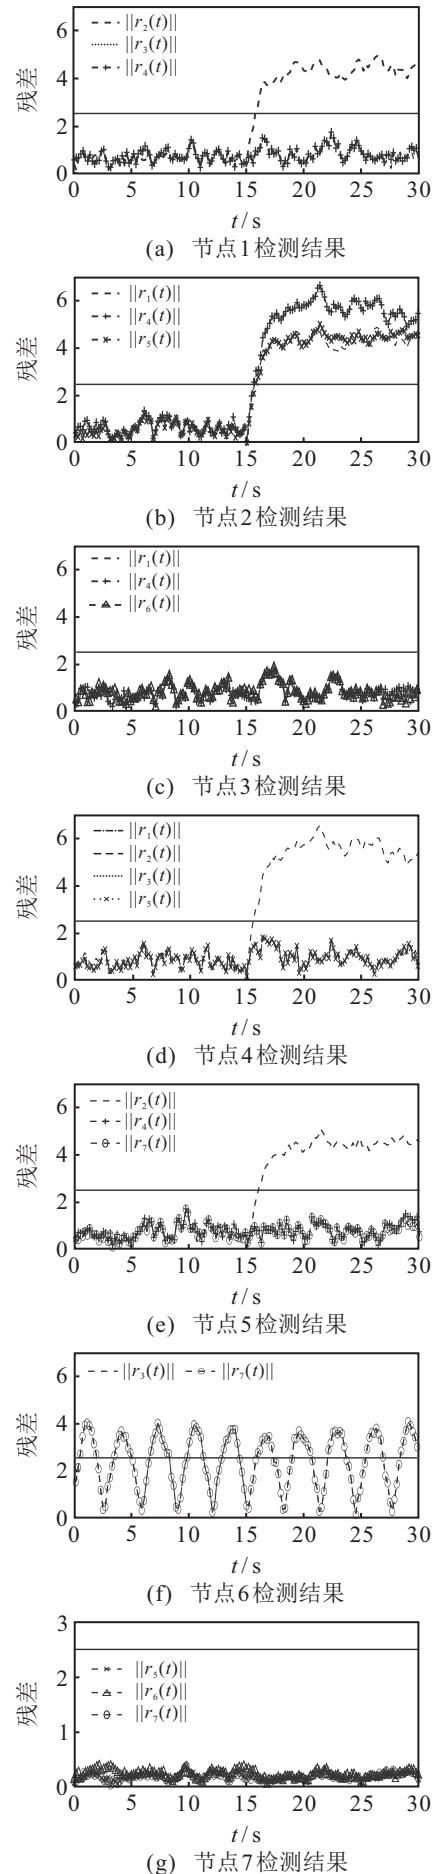 ||r₂(t)||
||r₃(t)||
||r₄(t)||
残差
6
4
2
0
0 5 10 15 20 25 30
t/s
(a) 节点1检测结果
||r₁(t)||
||r₄(t)||
||r₅(t)||
残差
6
4
2
0
0 5 10 15 20 25 30
t/s
(b) 节点2检测结果
||r₁(t)||
||r₄(t)||
||r₆(t)||
残差
6
4
2
0
0 5 10 15 20 25 30
t/s
(c) 节点3检测结果
||r₁(t)||
||r₂(t)||
||r₃(t)||
||r₅(t)||
残差
6
4
2
0
0 5 10 15 20 25 30
t/s
(d) 节点4检测结果
||r₂(t)||
||r₄(t)||
||r₇(t)||
残差
6
4
2
0
0 5 10 15 20 25 30
t/s
(e) 节点5检测结果
||r₃(t)|| ||r₇(t)||
残差
6
4
2
0
0 5 10 15 20 25 30
t/s
(f) 节点6检测结果
3
2
1
0
残差
||r₅(t)||
||r₆(t)||
||r₇(t)||
0 5 10 15 20 25 30
t/s
(g) 节点7检测结果